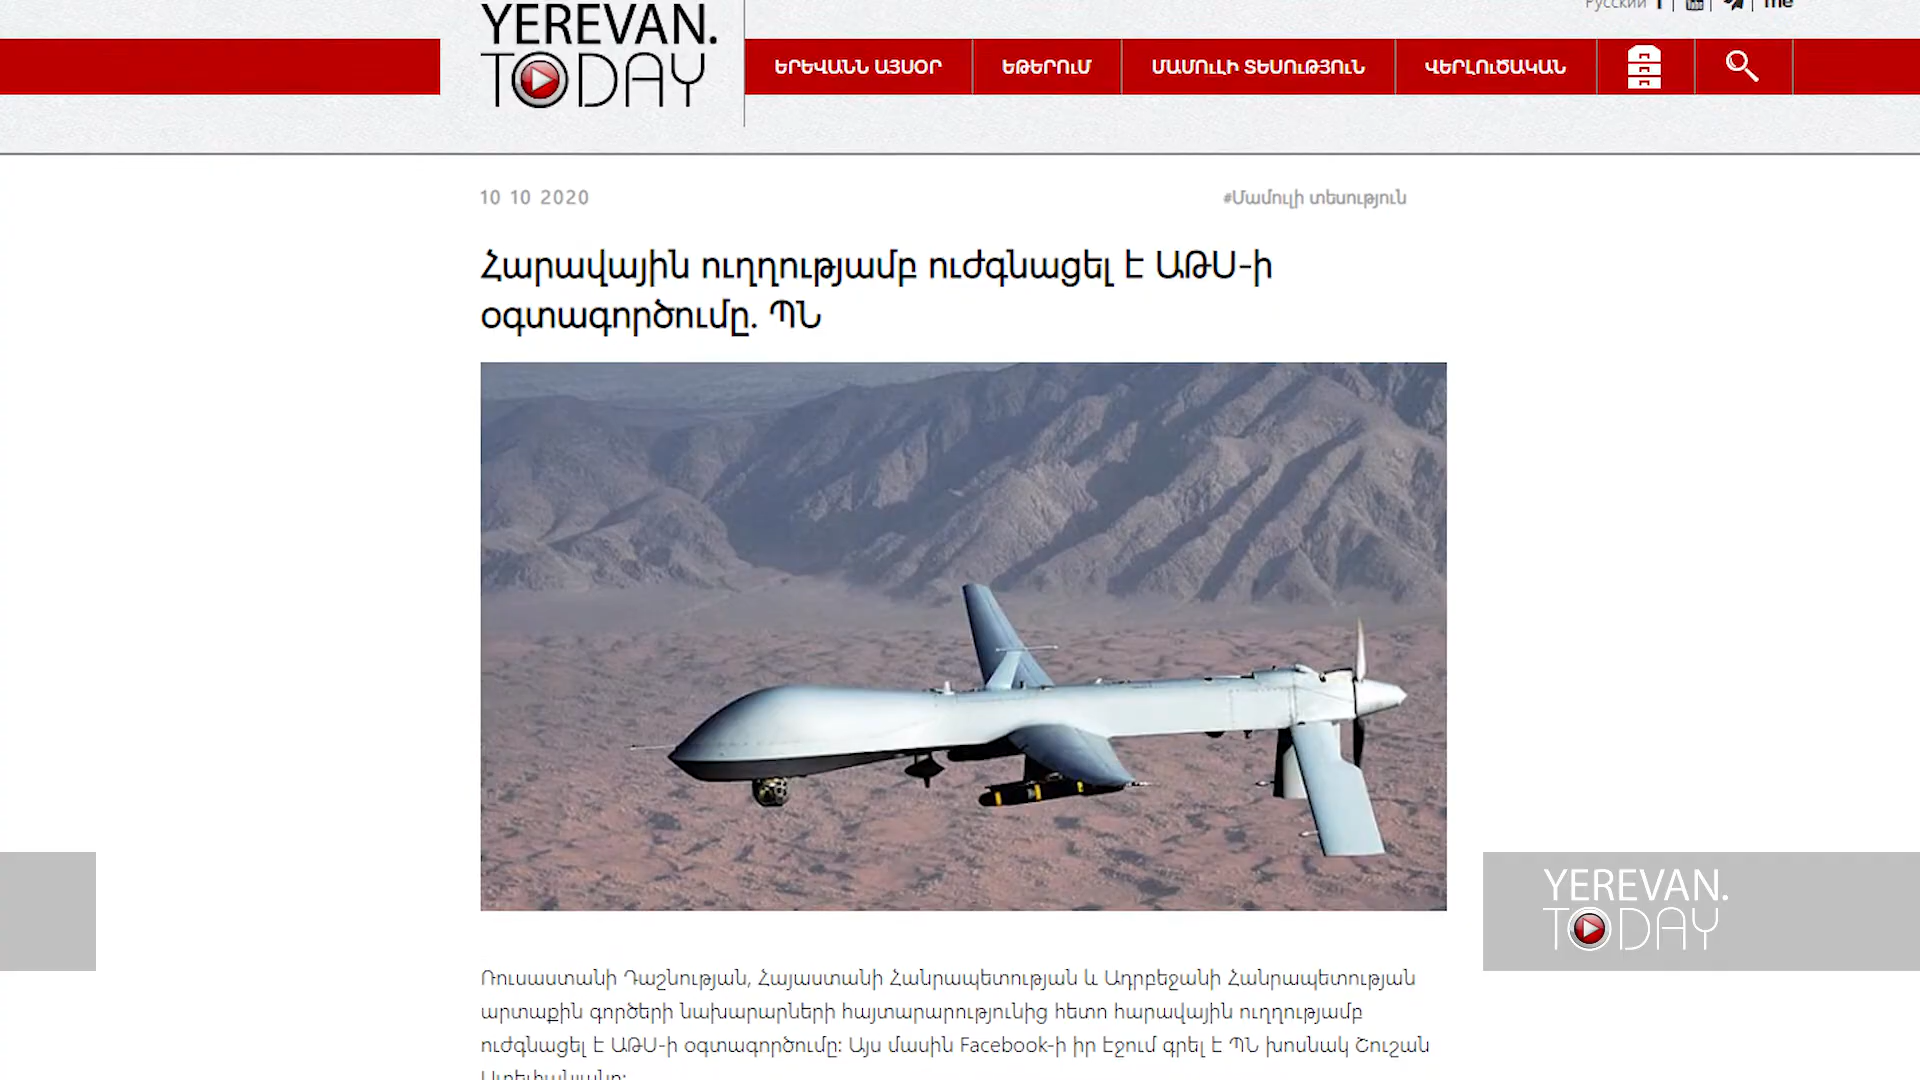 Русский
me
YEREVAN.
TODAY
ԵՐԵՎԱՆՆ ԱՅՍՕՐ
ԵԹԵՐՈւՄ
ՄԱՄՈւԼԻ ՏԵՍՈւԹՅՈւՆ
ՎԵՐԼՈւԾԱԿԱՆ
10 10 2020
#Մամուլի տեսություն
Հարավային ուղղությամբ ուժգնացել է ԱԹՍ-ի
օգտագործումը. ՊՆ
YEREVAN.
TODAY
Ռուսաստանի Դաշնության, Հայաստանի Հանրապետության և Ադրբեջանի Հանրապետության
արտաքին գործերի նախարարների հայտարարությունից հետո հարավային ուղղությամբ
ուժգնացել է ԱԹՍ-ի օգտագործումը: Այս մասին Facebook-ի իր էջում գրել է ՊՆ խոսնակ Շուշան